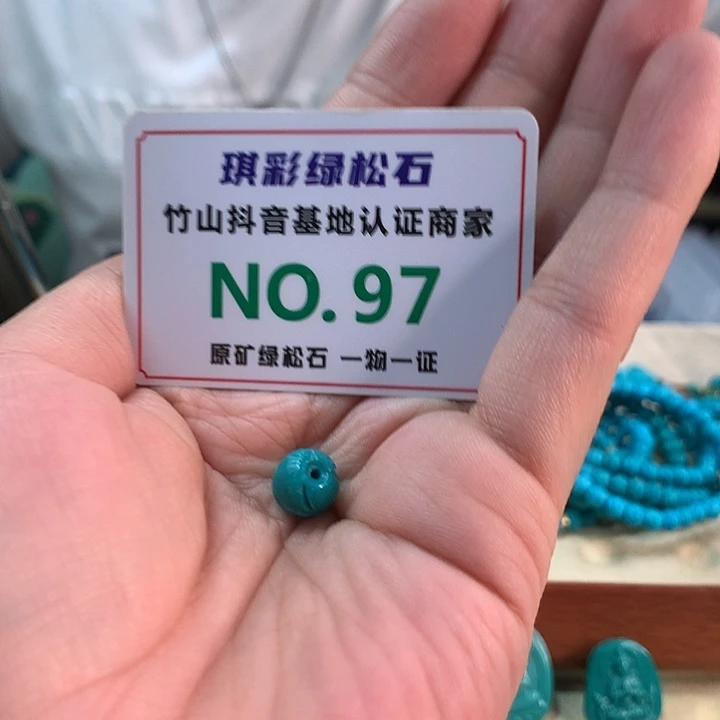 琪彩绿松石
竹山抖音基地认证商家
NO.97
原矿绿松石 一物一证